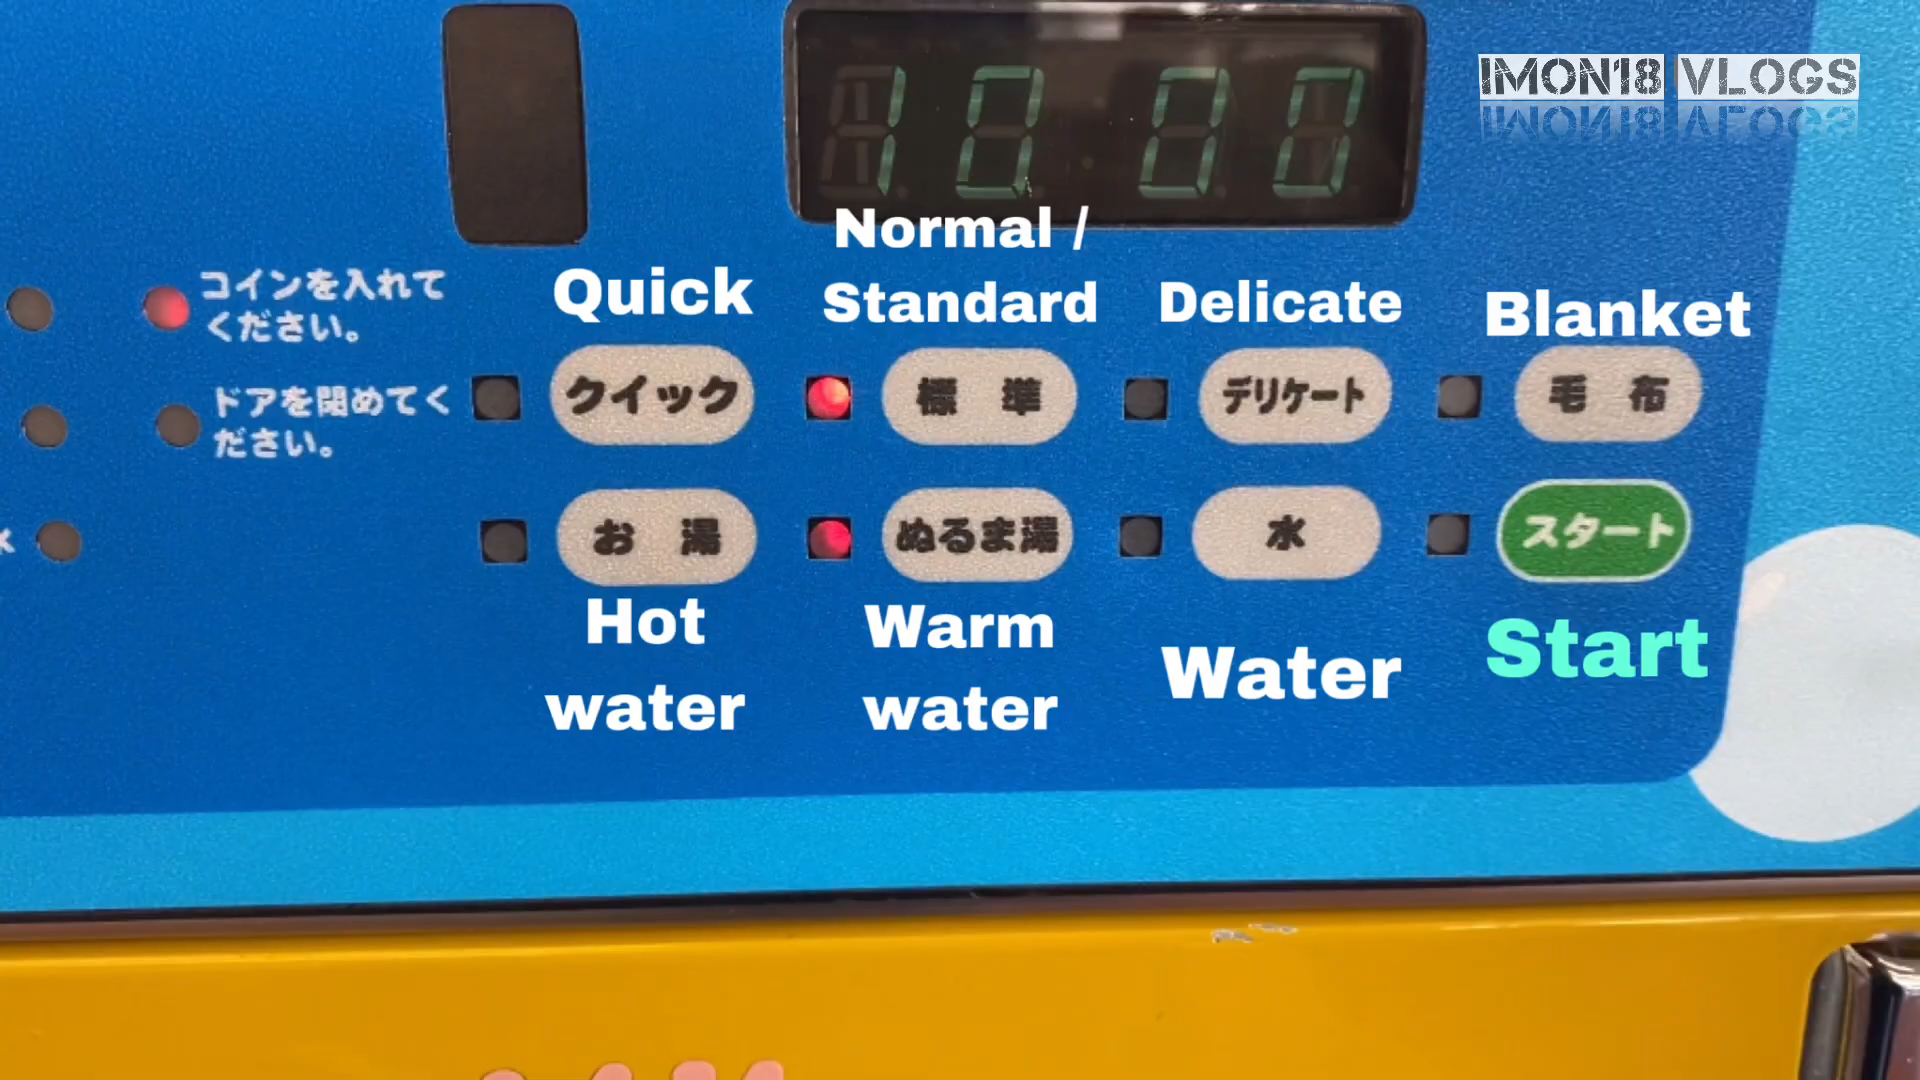 IMON18 VLOGS
10 00
Normal /
Standard
Quick
Delicate
Blanket
コインを入れて
ください。
クイック
標 準
デリケート
毛 布
ドアを閉めてく
ださい。
お 湯
ぬるま湯
水
スタート
Hot
water
Warm
water
Water
Start